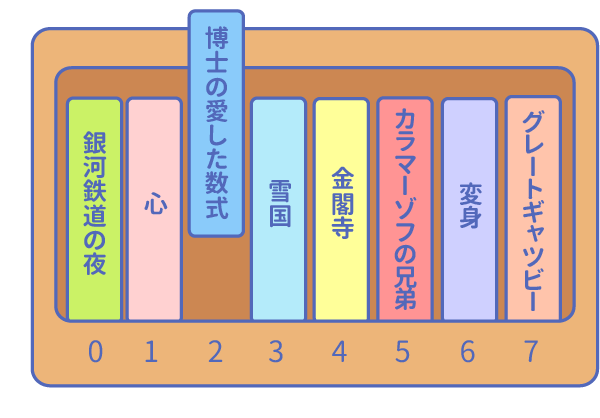 銀河鉄道の夜
心
博士の愛した数式
雪国
金閣寺
カラマーゾフの兄弟
変身
グレートギャツビー
0 1 2 3 4 5 6 7